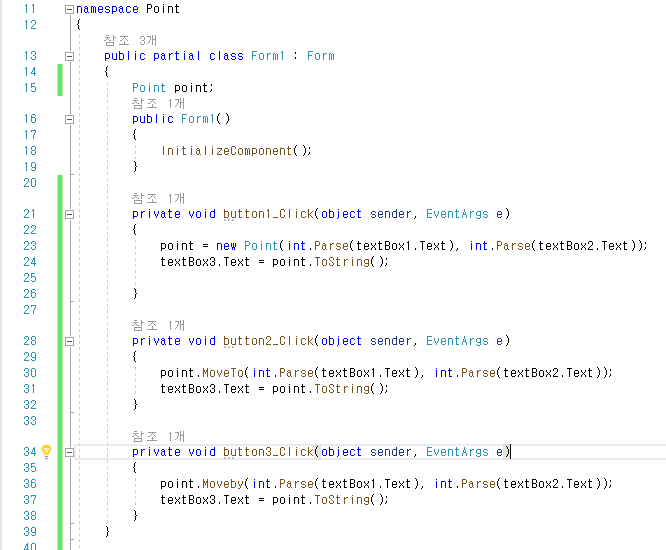 11 namespace Point
12 {
참조 3개
13 public partial class Form1 : Form
14 {
15 Point point;
참조 1개
16 public Form1()
17 {
18 InitializeComponent();
19 }
20
참조 1개
21 private void button1_Click(object sender, EventArgs e)
22 {
23 point = new Point(int.Parse(textBox1.Text), int.Parse(textBox2.Text));
24 textBox3.Text = point.ToString();
25
26 }
27
참조 1개
28 private void button2_Click(object sender, EventArgs e)
29 {
30 point.MoveTo(int.Parse(textBox1.Text), int.Parse(textBox2.Text));
31 textBox3.Text = point.ToString();
32 }
33
참조 1개
34 private void button3_Click(object sender, EventArgs e)
35 {
36 point.Moveby(int.Parse(textBox1.Text), int.Parse(textBox2.Text));
37 textBox3.Text = point.ToString();
38 }
39 }
40